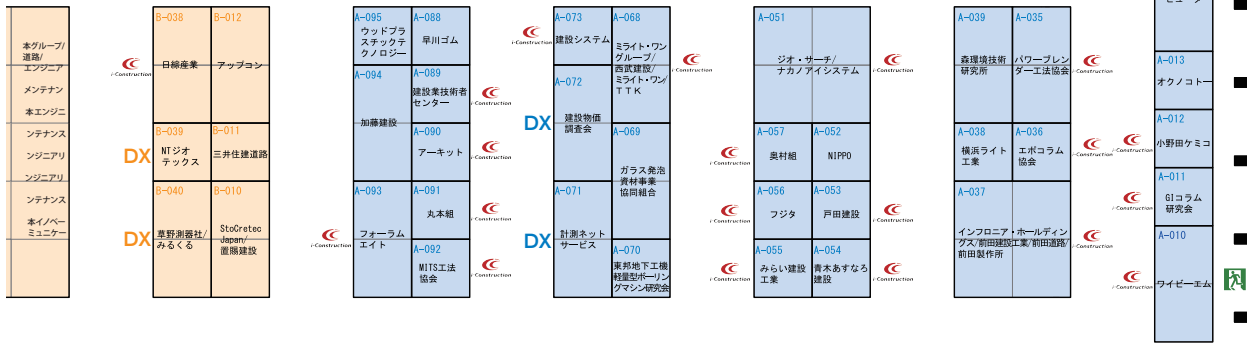 本グループ/
道路/
エンジニア
メンテナン
本エンジニ
ンテナンス
ンジニアリ
ンジニアリ
ンテナンス
本イノベー
ミュニケー
i-Construction
B-038
日線産業
B-012
アップコン
DX
B-039
NTジオ
テックス
B-011
三井住建道路
DX
B-040
草野測器社/
みるくる
B-010
StoCretec
Japan/
置賜建設
A-095
ウッドプラ
スチックテ
クノロジー
A-088
早川ゴム
A-094
加藤建設
A-089
建設業技術者
センター
i-Construction
A-090
アーキット
i-Construction
i-Construction
A-093
フォーラム
エイト
A-091
丸本組
i-Construction
A-092
MITS工法
協会
i-Construction
i-Construction
A-073
建設システム
A-068
ミライト・ワン
グループ/
西武建設/
ミライト・ワン/
TTK
i-Construction
DX
A-072
建設物価
調査会
A-069
ガラス発泡
資材事業
協同組合
DX
A-071
計測ネット
サービス
A-070
東邦地下工機
軽量型ボーリン
グマシン研究会
A-051
ジオ・サーチ/
ナカノアイシステム
i-Construction
i-Construction
A-057
奥村組
A-052
NIPPO
i-Construction
A-056
フジタ
A-053
戸田建設
i-Construction
i-Construction
A-055
みらい建設
工業
A-054
青木あすなろ
建設
i-Construction
A-039
森環境技術
研究所
A-035
パワーブレン
ダー工法協会
i-Construction
A-038
横浜ライト
工業
A-036
エポコラム
協会
i-Construction
A-037
インフロニア・ホールディン
グス/前田建設工業/前田道路/
前田製作所
i-Construction
A-013
オクノコトー
A-012
小野田ケミコ
i-Construction
A-011
GIコラム
研究会
i-Construction
A-010
ワイビーエム